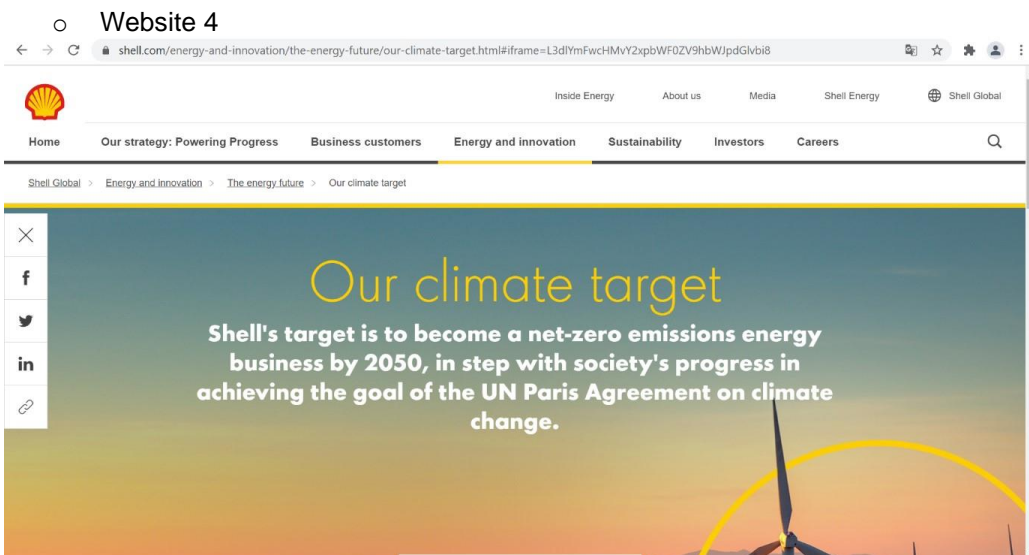 o Website 4
shell.com/energy-and-innovation/the-energy-future/our-climate-target.html#iframe=L3dlYmFwcHMvY2xpbWF0ZV9hbWJpdGlvbi8
Inside Energy About us Media Shell Energy Shell Global
Home Our strategy: Powering Progress Business customers Energy and innovation Sustainability Investors Careers
Shell Global > Energy and innovation > The energy future > Our climate target
Our climate target
Shell's target is to become a net-zero emissions energy
business by 2050, in step with society's progress in
achieving the goal of the UN Paris Agreement on climate
change.